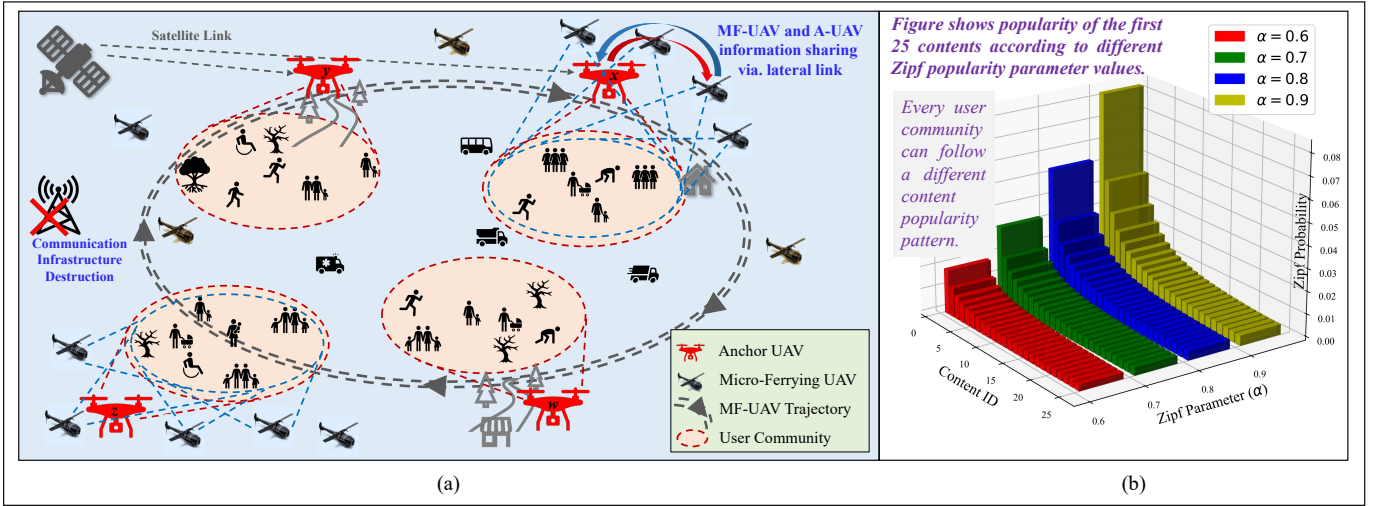 Satellite Link
y
x
MF-UAV and A-UAV
information sharing
via. lateral link
Communication
Infrastructure
Destruction
z
w
Anchor UAV
Micro-Ferrying UAV
MF-UAV Trajectory
User Community
(a)
Figure shows popularity of the first
25 contents according to different
Zipf popularity parameter values.
Every user
community
can follow
a different
content
popularity
pattern.
α = 0.6
α = 0.7
α = 0.8
α = 0.9
0.08
0.07
0.06
0.05
0.04
0.03
0.02
0.01
0.00
Zipf Probability
0
5
10
15
20
25
Content ID
0.6
0.7
0.8
0.9
Zipf Parameter (α)
(b)